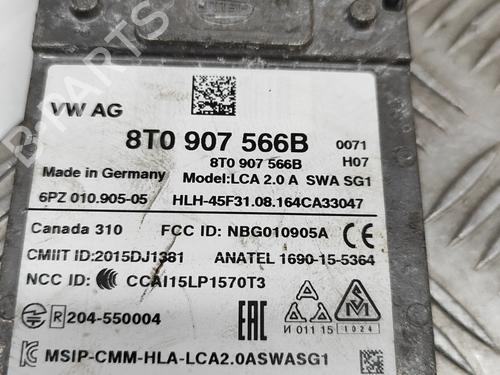 VW AG
8T0 907 566B 0071
8T0 907 566B H07
Made in Germany Model:LCA 2.0 A SWA SG1
6PZ 010.905-05 HLH-45F31.08.164CA33047
Canada 310 FCC ID: NBG010905A
CMIIT ID:2015DJ1381 ANATEL 1690-15-5364
NCC ID: CCAI15LP1570T3
R 204-550004 EAC И 011 15 1024
MSIP-CMM-HLA-LCA2.0ASWASG1
B-PARTS